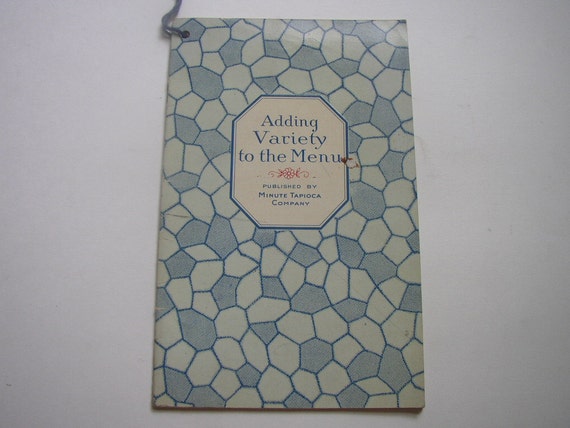 Adding
Variety
to the Menu
PUBLISHED BY
MINUTE TAPIOCA
COMPANY